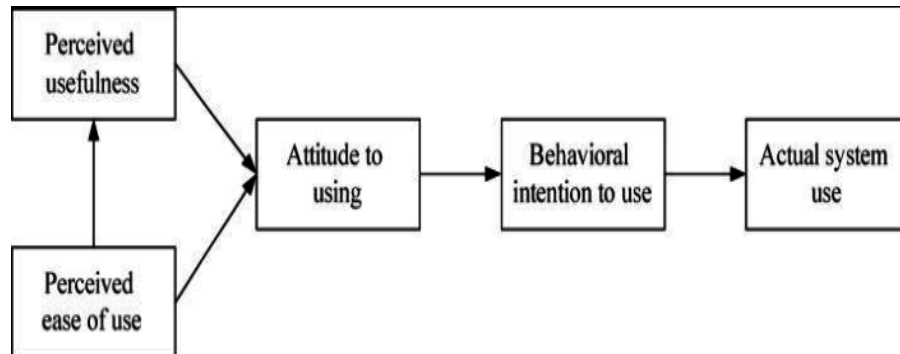 Perceived
usefulness
Attitude to
using
Behavioral
intention to use
Actual system
use
Perceived
ease of use